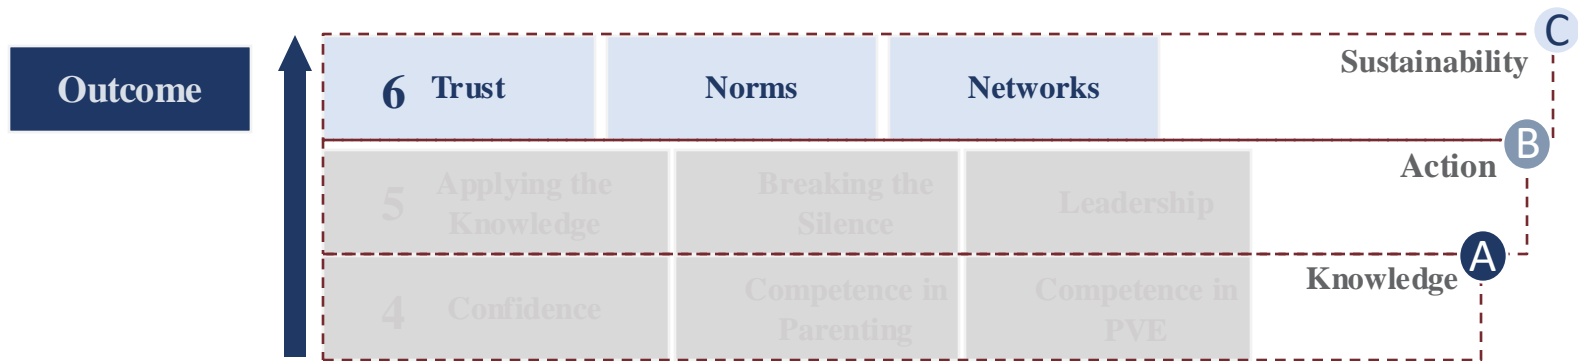 C
Sustainability
Outcome
6 Trust Norms Networks
B
Action
5 Applying the Knowledge
Breaking the Silence
Leadership
A
Knowledge
4 Confidence
Competence in Parenting
Competence in PVE